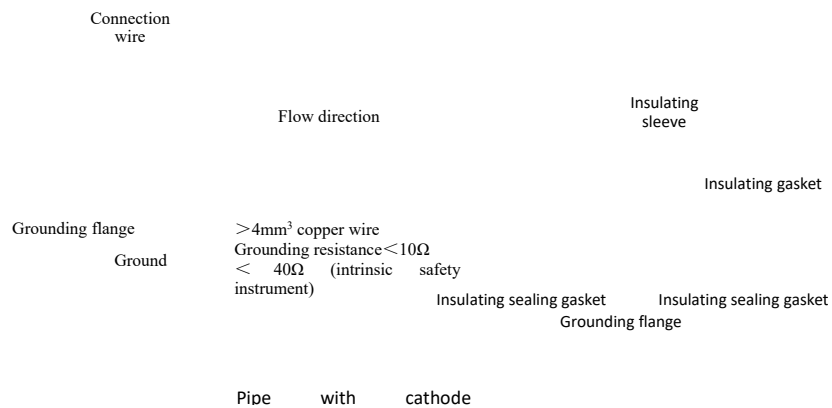 Connection
wire
Flow direction
Insulating
sleeve
Insulating gasket
Grounding flange
Ground
＞4mm³ copper wire
Grounding resistance＜10Ω
＜ 40Ω (intrinsic safety
instrument)
Insulating sealing gasket
Insulating sealing gasket
Grounding flange
Pipe with cathode